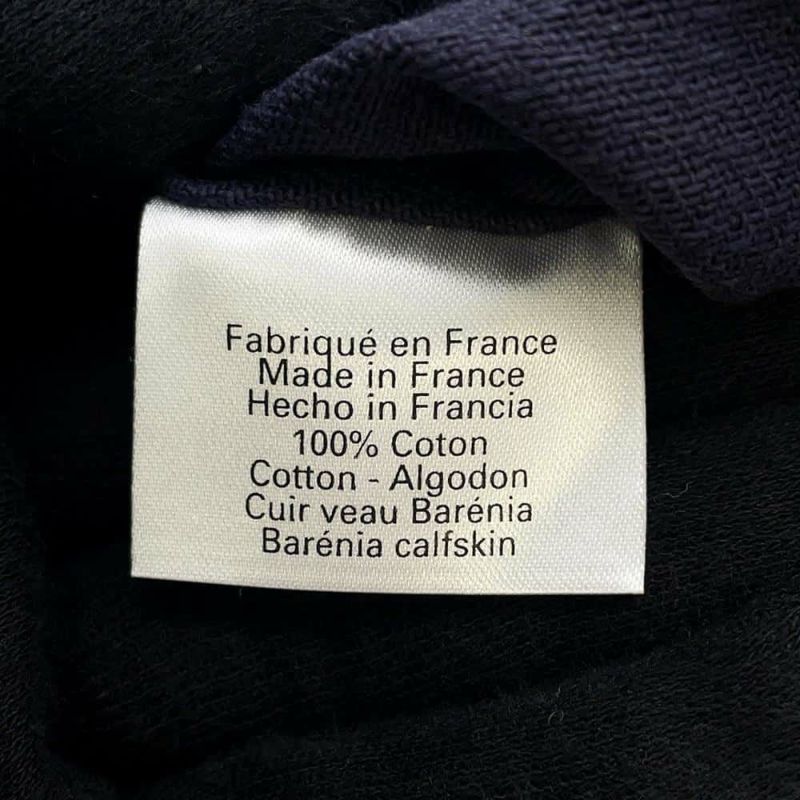 Fabriqué en France
Made in France
Hecho in Francia
100% Coton
Cotton - Algodon
Cuir veau Barénia
Barénia calfskin